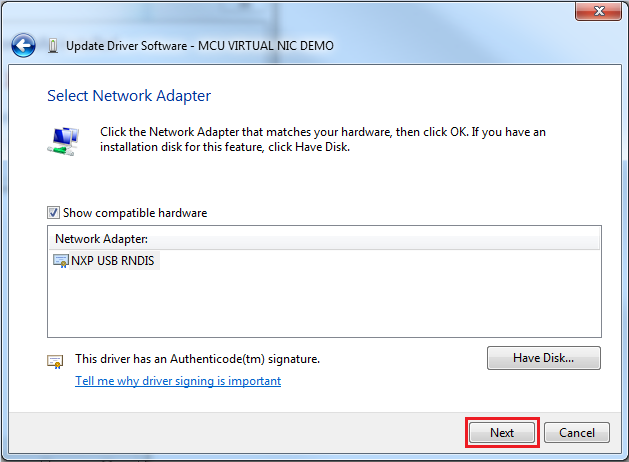 Update Driver Software - MCU VIRTUAL NIC DEMO
Select Network Adapter
Click the Network Adapter that matches your hardware, then click OK. If you have an
installation disk for this feature, click Have Disk.
Show compatible hardware
Network Adapter:
NXP USB RNDIS
This driver has an Authenticode(tm) signature.
Have Disk...
Tell me why driver signing is important
Next
Cancel